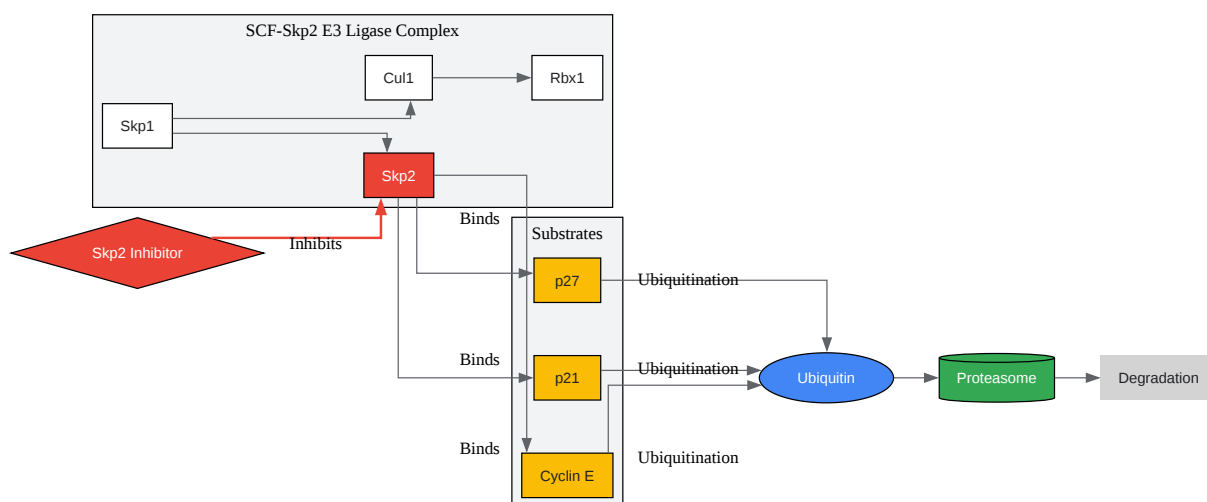 SCF-Skp2 E3 Ligase Complex
Cul1
Rbx1
Skp1
Skp2
Binds
Substrates
Inhibits
Skp2 Inhibitor
p27
Ubiquitination
Binds
p21
Ubiquitination
Ubiquitin
Proteasome
Degradation
Binds
Cyclin E
Ubiquitination